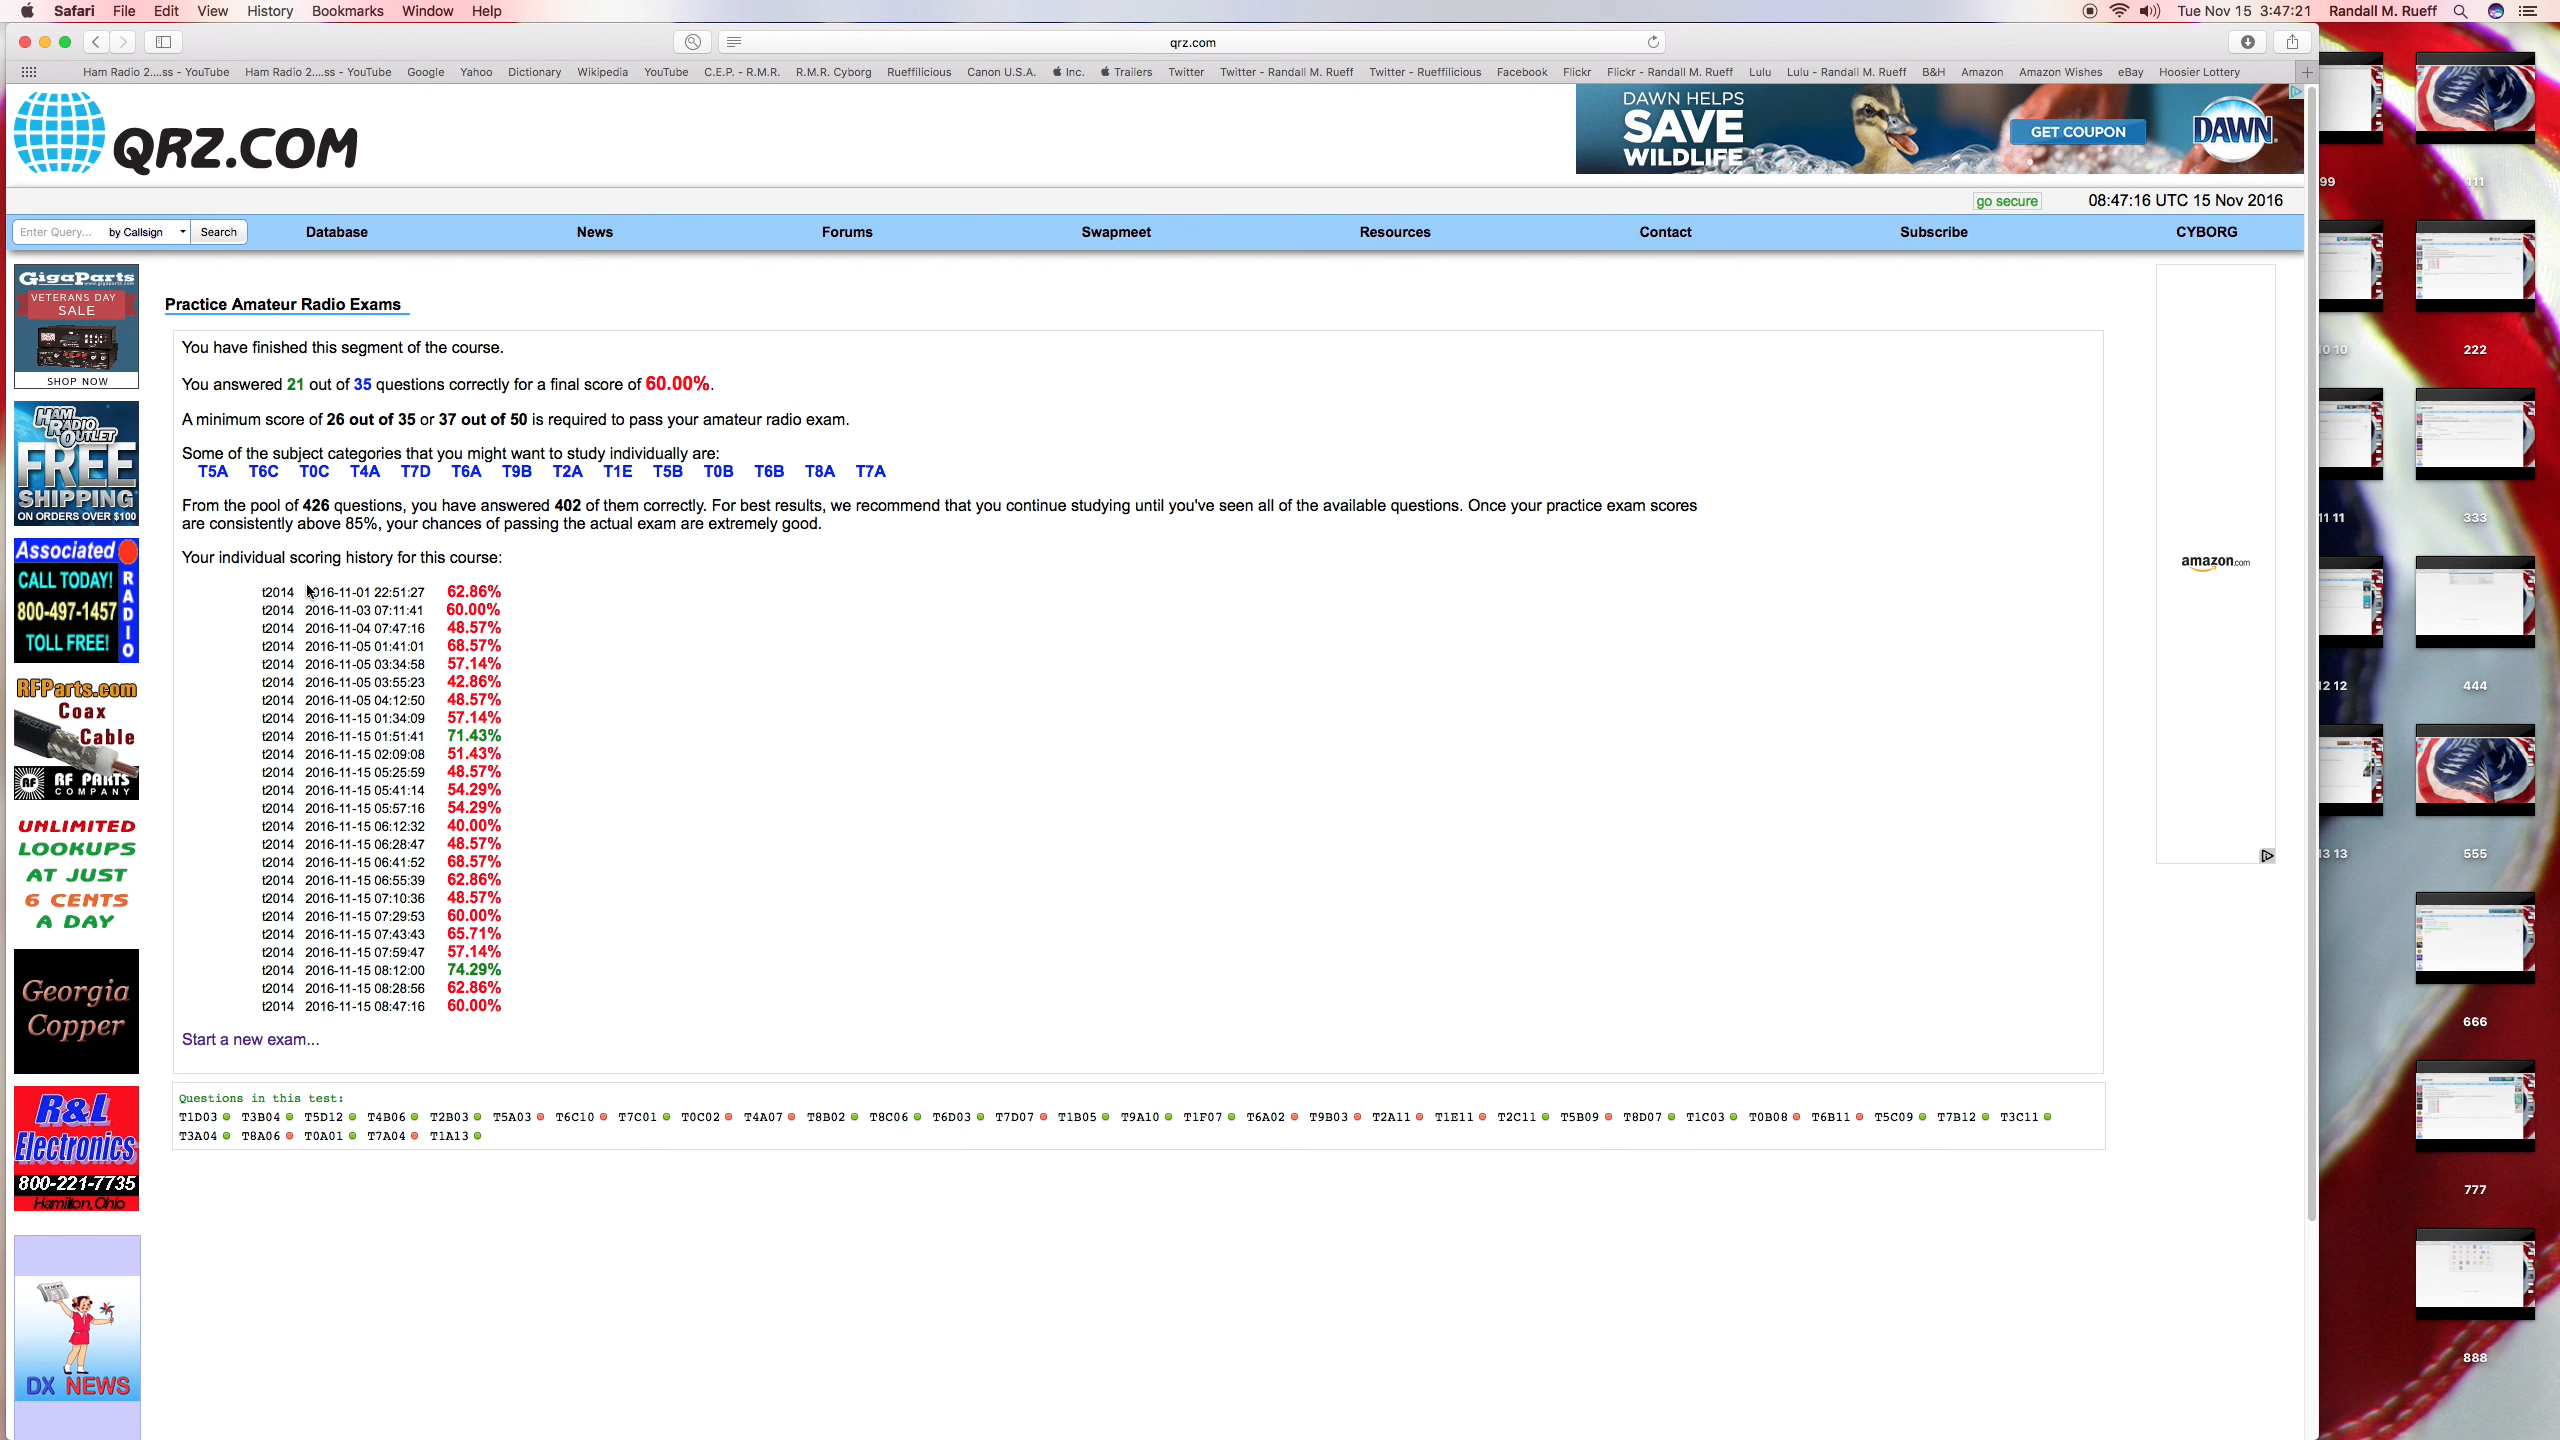 Safari File Edit View History Bookmarks Window Help
Tue Nov 15 3:47:21 Randall M. Rueff
qrz.com
Ham Radio 2....ss - YouTube Ham Radio 2....ss - YouTube Google Yahoo Dictionary Wikipedia YouTube C.E.P. - R.M.R. R.M.R. Cyborg Rueffilicious Canon U.S.A. Inc. Trailers Twitter Twitter - Randall M. Rueff Twitter - Rueffilicious Facebook Flickr Flickr - Randall M. Rueff Lulu Lulu - Randall M. Rueff B&H Amazon Amazon Wishes eBay Hoosier Lottery
QRZ.COM
DAWN HELPS
SAVE
WILDLIFE
GET COUPON
DAWN
go secure 08:47:16 UTC 15 Nov 2016
Enter Query... by Callsign Search Database News Forums Swapmeet Resources Contact Subscribe CYBORG
GigaParts
www.gigaparts.com
VETERANS DAY
SALE
SHOP NOW
HAM
RADIO
OUTLET
FREE
SHIPPING
ON ORDERS OVER $100
Associated
RADIO
CALL TODAY!
800-497-1457
TOLL FREE!
RFParts.com
Coax
Cable
RF
RF PARTS
COMPANY
UNLIMITED
LOOKUPS
AT JUST
6 CENTS
A DAY
Georgia
Copper
R&L
Electronics
800-221-7735
Hamilton, Ohio
DX NEWS
Practice Amateur Radio Exams
You have finished this segment of the course.
You answered 21 out of 35 questions correctly for a final score of 60.00%.
A minimum score of 26 out of 35 or 37 out of 50 is required to pass your amateur radio exam.
Some of the subject categories that you might want to study individually are:
T5A T6C T0C T4A T7D T6A T9B T2A T1E T5B T0B T6B T8A T7A
From the pool of 426 questions, you have answered 402 of them correctly. For best results, we recommend that you continue studying until you've seen all of the available questions. Once your practice exam scores
are consistently above 85%, your chances of passing the actual exam are extremely good.
Your individual scoring history for this course:
t2014 2016-11-01 22:51:27 62.86%
t2014 2016-11-03 07:11:41 60.00%
t2014 2016-11-04 07:47:16 48.57%
t2014 2016-11-05 01:41:01 68.57%
t2014 2016-11-05 03:34:58 57.14%
t2014 2016-11-05 03:55:23 42.86%
t2014 2016-11-05 04:12:50 48.57%
t2014 2016-11-15 01:34:09 57.14%
t2014 2016-11-15 01:51:41 71.43%
t2014 2016-11-15 02:09:08 51.43%
t2014 2016-11-15 05:25:59 48.57%
t2014 2016-11-15 05:41:14 54.29%
t2014 2016-11-15 05:57:16 54.29%
t2014 2016-11-15 06:12:32 40.00%
t2014 2016-11-15 06:28:47 48.57%
t2014 2016-11-15 06:41:52 68.57%
t2014 2016-11-15 06:55:39 62.86%
t2014 2016-11-15 07:10:36 48.57%
t2014 2016-11-15 07:29:53 60.00%
t2014 2016-11-15 07:43:43 65.71%
t2014 2016-11-15 07:59:47 57.14%
t2014 2016-11-15 08:12:00 74.29%
t2014 2016-11-15 08:28:56 62.86%
t2014 2016-11-15 08:47:16 60.00%
Start a new exam...
Questions in this test:
T1D03 T3B04 T5D12 T4B06 T2B03 T5A03 T6C10 T7C01 T0C02 T4A07 T8B02 T8C06 T6D03 T7D07 T1B05 T9A10 T1F07 T6A02 T9B03 T2A11 T1E11 T2C11 T5B09 T8D07 T1C03 T0B08 T6B11 T5C09 T7B12 T3C11
T3A04 T8A06 T0A01 T7A04 T1A13
amazon.com
99 111
10 10 222
11 11 333
12 12 444
13 13 555
666
777
888